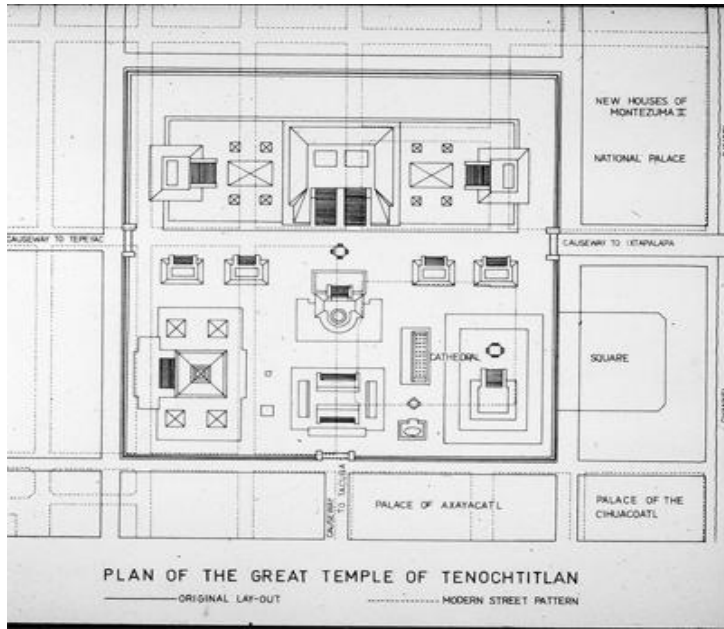 NEW HOUSES OF
MONTEZUMA II
NATIONAL PALACE
CAUSEWAY TO TEPEYAC
CAUSEWAY TO IXTAPALAPA
CATHEDRAL
SQUARE
CAUSEWAY
TO TACUBA
PALACE OF AXAYACATL
PALACE OF THE
CIHUACOATL
PLAN OF THE GREAT TEMPLE OF TENOCHTITLAN
ORIGINAL LAY-OUT
MODERN STREET PATTERN